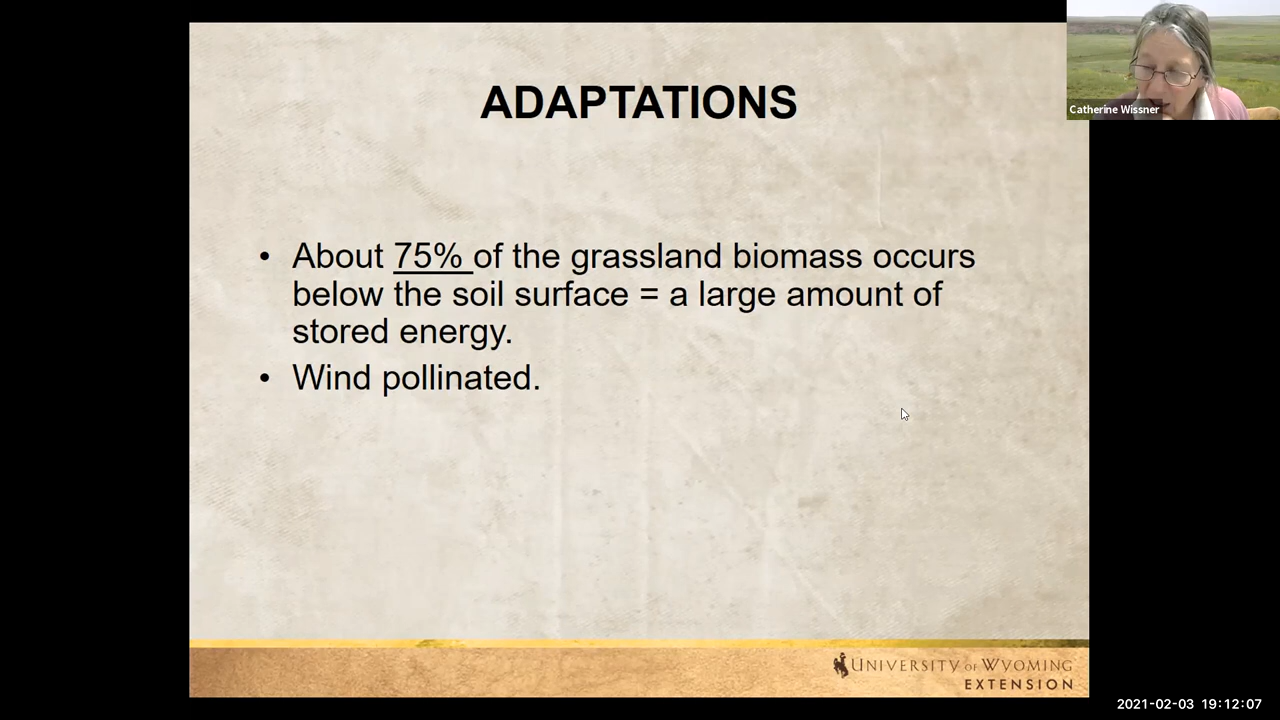 ADAPTATIONS
Catherine Wissner
• About 75% of the grassland biomass occurs
below the soil surface = a large amount of
stored energy.
• Wind pollinated.
UNIVERSITY OF WYOMING
EXTENSION
2021-02-03 19:12:07